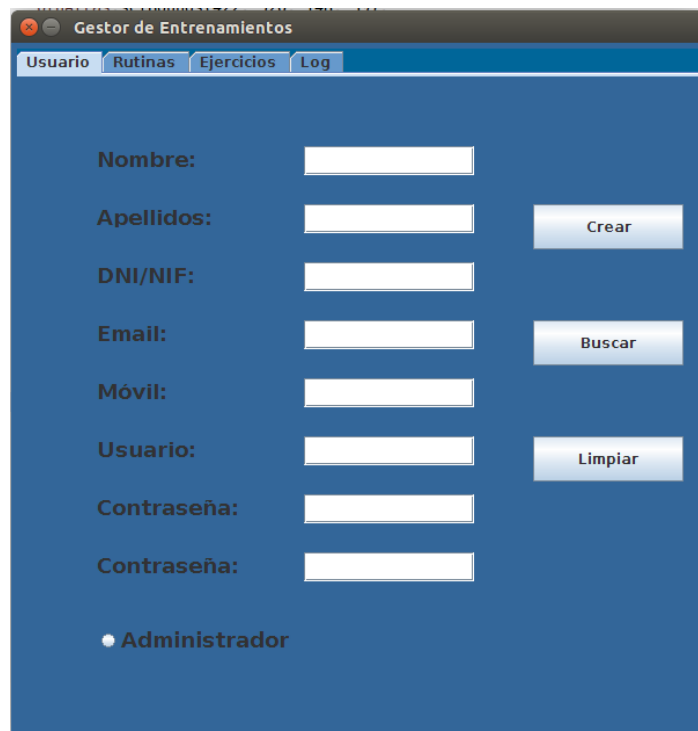 Gestor de Entrenamientos
Usuario Rutinas Ejercicios Log
Nombre:
Apellidos:
Crear
DNI/NIF:
Email:
Buscar
Móvil:
Usuario:
Limpiar
Contraseña:
Contraseña:
Administrador